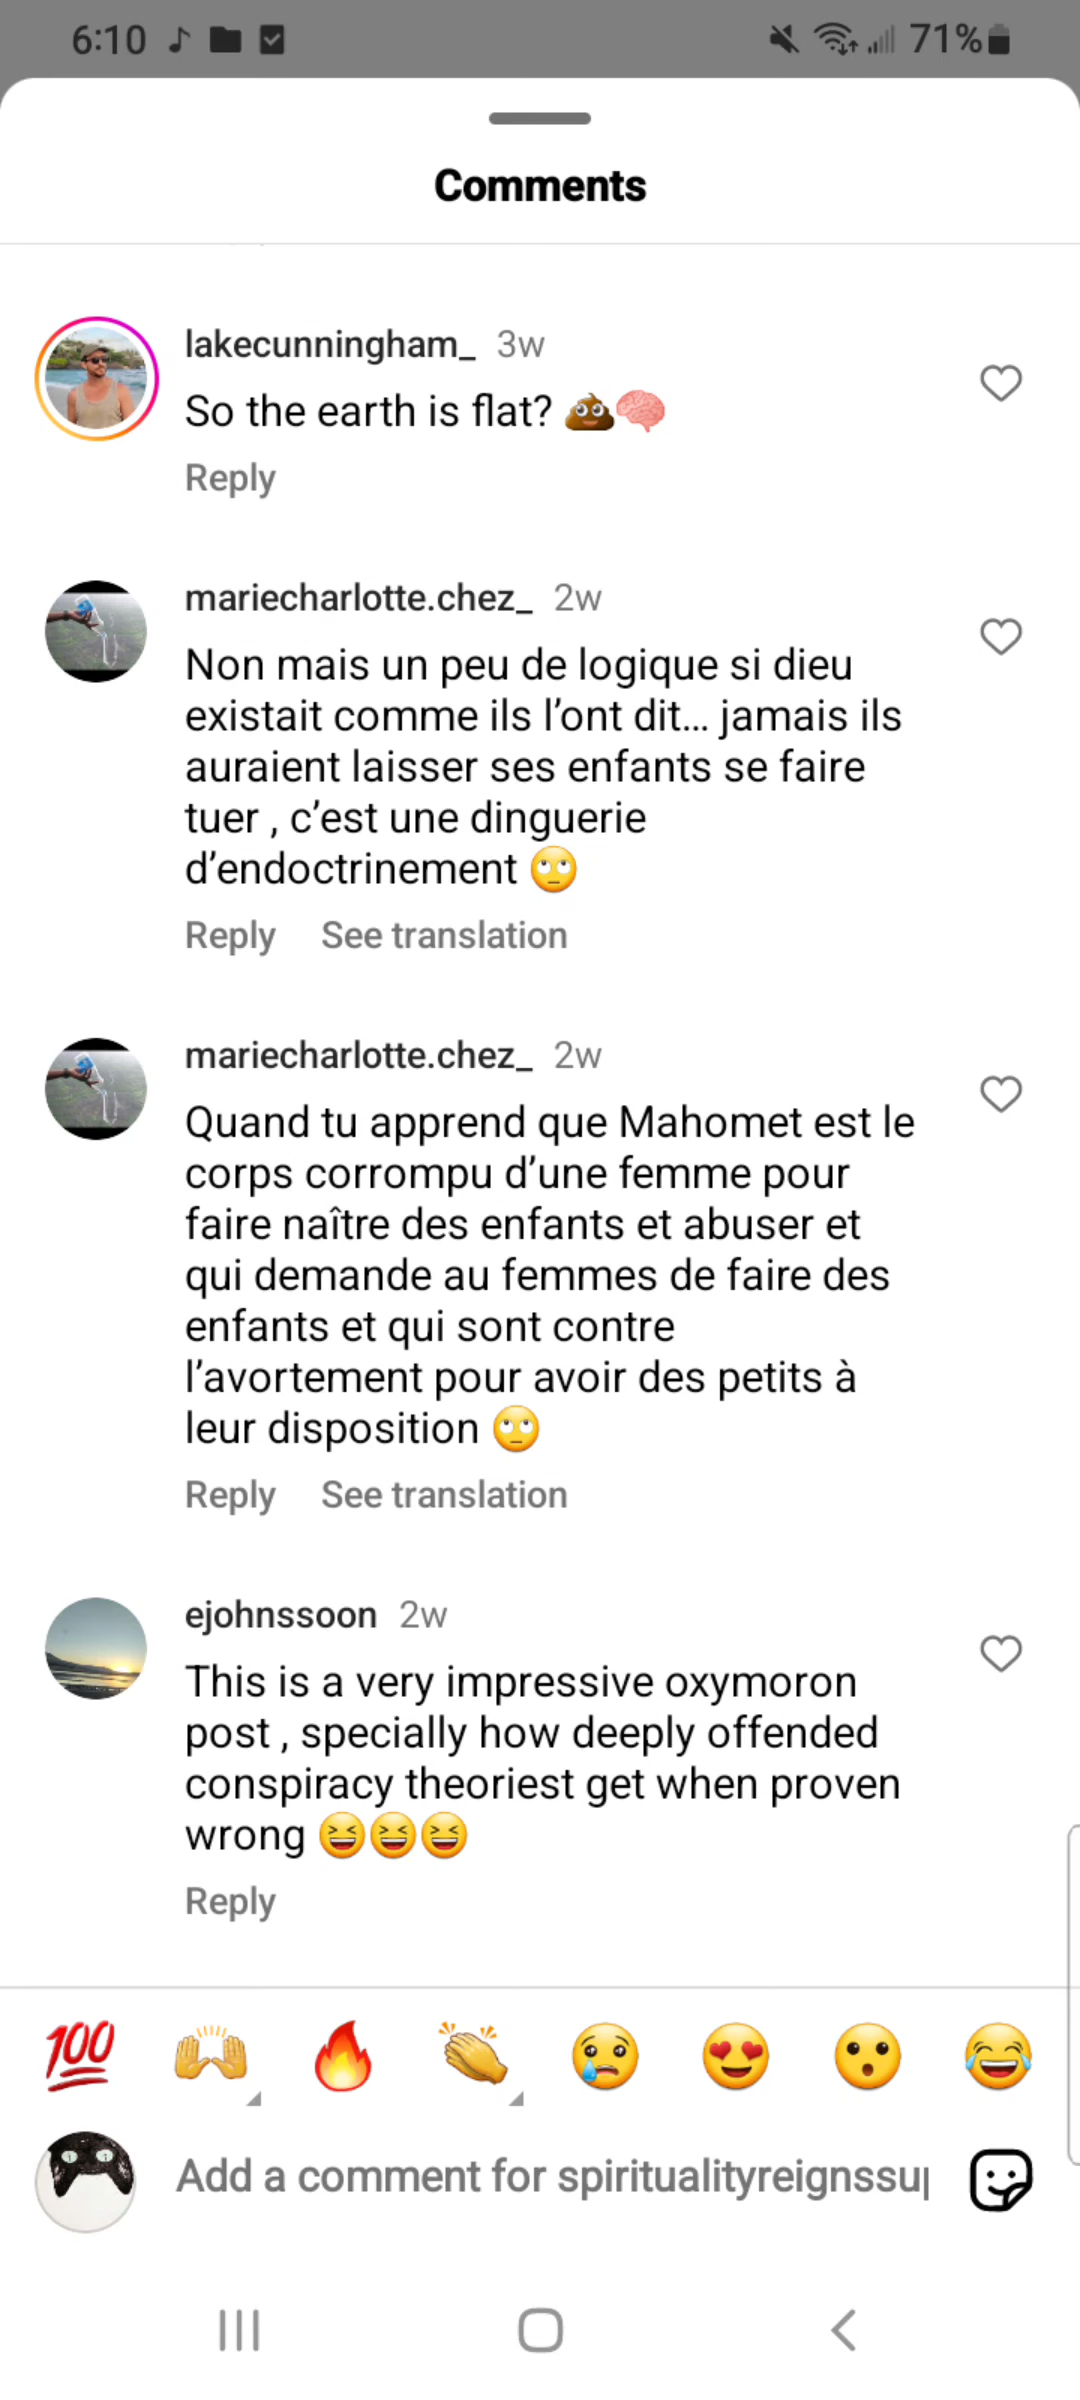 6:10 71%
Comments
lakecunningham_ 3w
So the earth is flat? 💩🧠
Reply
mariecharlotte.chez_ 2w
Non mais un peu de logique si dieu
existait comme ils l’ont dit… jamais ils
auraient laisser ses enfants se faire
tuer , c’est une dinguerie
d’endoctrinement 🙄
Reply See translation
mariecharlotte.chez_ 2w
Quand tu apprend que Mahomet est le
corps corrompu d’une femme pour
faire naître des enfants et abuser et
qui demande au femmes de faire des
enfants et qui sont contre
l’avortement pour avoir des petits à
leur disposition 🙄
Reply See translation
ejohnssoon 2w
This is a very impressive oxymoron
post , specially how deeply offended
conspiracy theoriest get when proven
wrong 😆😆😆
Reply
💯 🙌 🔥 👏 😢 😍 😮 😂
Add a comment for spiritualityreignssup